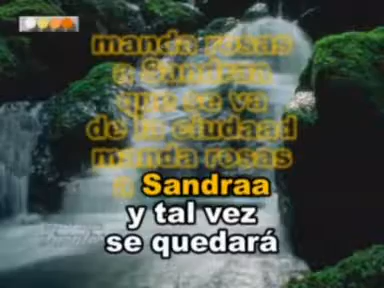 manda rosas
a Sandraa
que se va
de la ciudaad
manda rosas
a Sandraa
y tal vez
se quedará